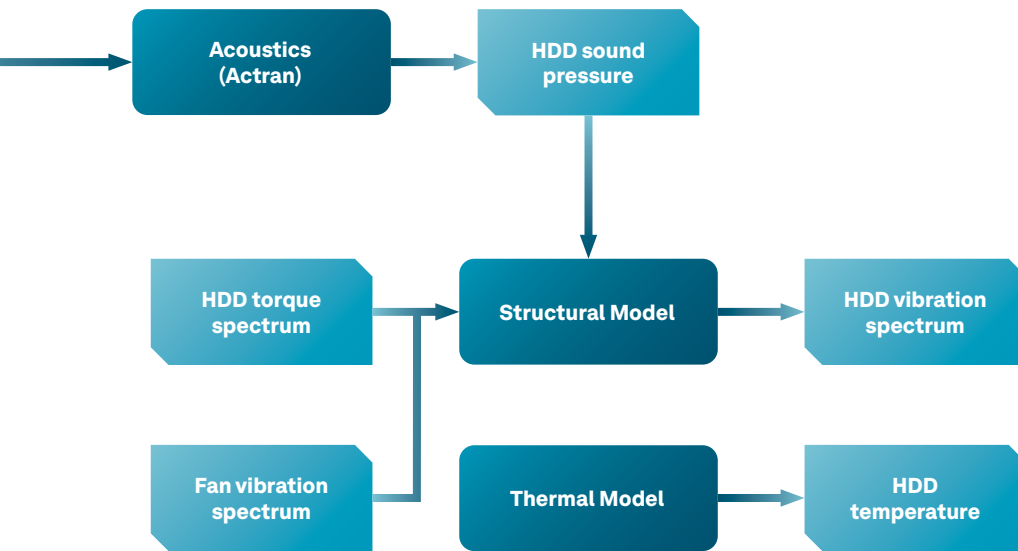 Acoustics
(Actran)
HDD sound
pressure
HDD torque
spectrum
Structural Model
HDD vibration
spectrum
Fan vibration
spectrum
Thermal Model
HDD
temperature